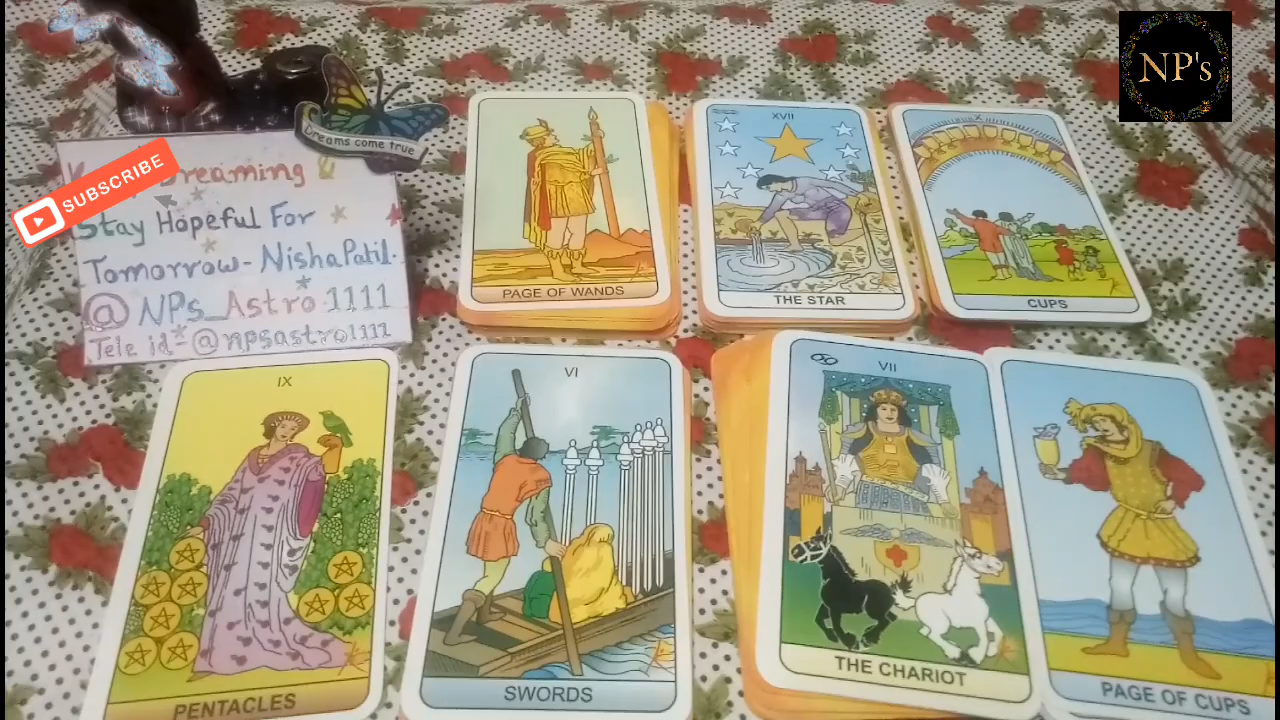 NP's
eams come true
SUBSCRIBE
Dreaming
Stay Hopeful For
Tomorrow- NishaPatil.
@NPs_Astro1111
Tele id* @npsastro1111
PAGE OF WANDS
XVII
THE STAR
X
CUPS
IX
PENTACLES
VI
SWORDS
VII
THE CHARIOT
PAGE OF CUPS